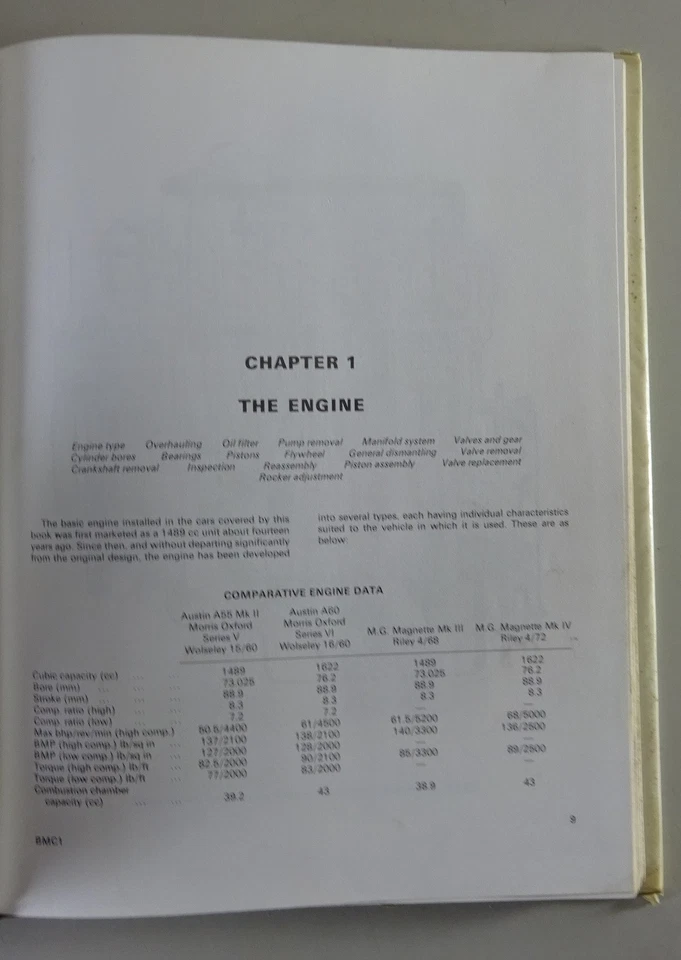 CHAPTER 1
THE ENGINE
Engine type Overhauling Oil filter Pump removal Manifold system Valves and gear
Cylinder bores Bearings Pistons Flywheel General dismantling Valve removal
Crankshaft removal Inspection Reassembly Piston assembly Valve replacement
Rocker adjustment
The basic engine installed in the cars covered by this
book was first marketed as a 1489 cc unit about fourteen
years ago. Since then, and without departing significantly
from the original design, the engine has been developed
into several types, each having individual characteristics
suited to the vehicle in which it is used. These are as
below:
COMPARATIVE ENGINE DATA
Austin A55 Mk II Austin A60
Morris Oxford Morris Oxford M.G. Magnette Mk III M.G. Magnette Mk IV
Series V Series VI Riley 4/68 Riley 4/72
Wolseley 15/60 Wolseley 16/60
Cubic capacity (cc) ... ... 1489 1622 1489 1622
Bore (mm) ... ... ... 73.025 76.2 73.025 76.2
Stroke (mm) ... ... ... 88.9 88.9 88.9 88.9
Comp. ratio (high) ... ... 8.3 8.3 8.3 8.3
Comp. ratio (low) ... ... 7.2 7.2 — —
Max bhp/rev/min (high comp.) 50.5/4400 61/4500 61.5/5200 68/5000
BMP (high comp.) lb/sq in ... 137/2100 138/2100 140/3300 136/2500
BMP (low comp.) lb/sq in ... 127/2000 128/2000 — —
Torque (high comp.) lb/ft ... 82.5/2000 90/2100 85/3300 89/2500
Torque (low comp.) lb/ft ... 77/2000 83/2000 — —
Combustion chamber
capacity (cc) ... ... 39.2 43 38.9 43
9
BMC1